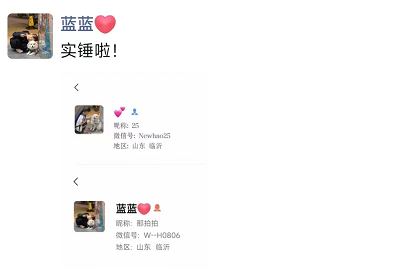 蓝蓝❤️
实锤啦！
💕
昵称: 25
微信号: Newhao25
地区: 山东 临沂
蓝蓝❤️
昵称: 那拍拍
微信号: W--H0806
地区: 山东 临沂